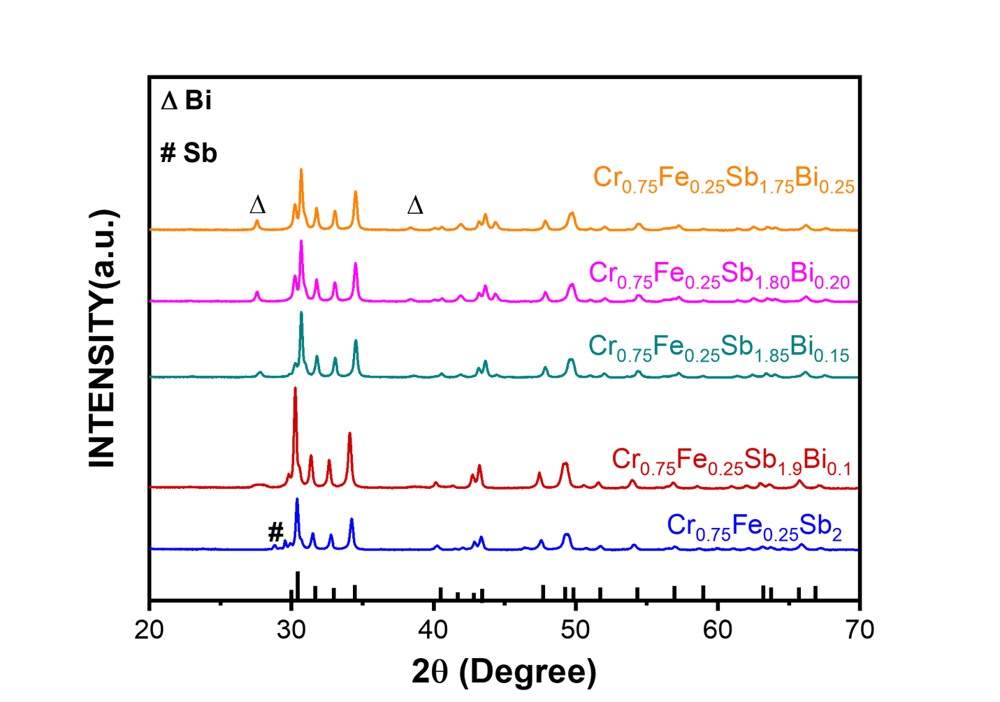 Δ Bi
# Sb
Cr0.75Fe0.25Sb1.75Bi0.25
Δ Δ
Cr0.75Fe0.25Sb1.80Bi0.20
Cr0.75Fe0.25Sb1.85Bi0.15
Cr0.75Fe0.25Sb1.9Bi0.1
Cr0.75Fe0.25Sb2
#
INTENSITY(a.u.)
20 30 40 50 60 70
2θ (Degree)